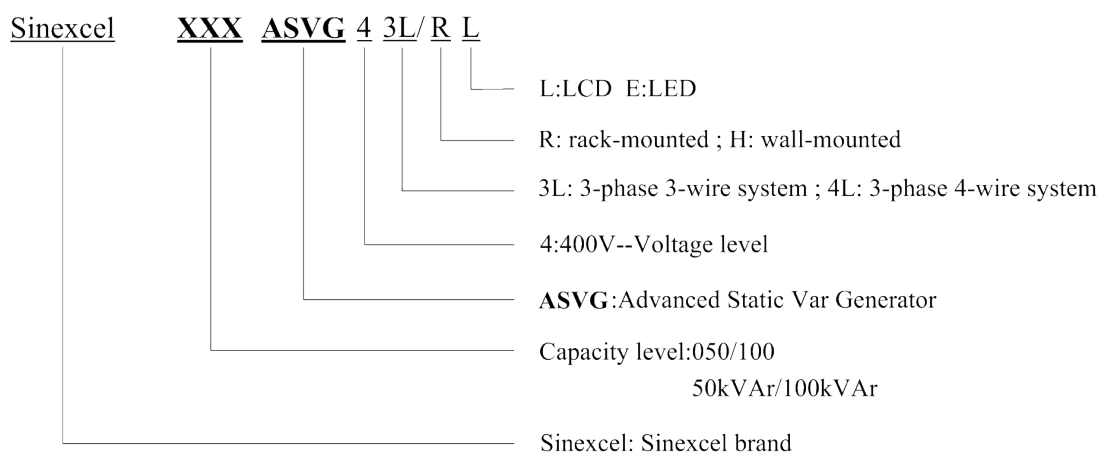 Sinexcel XXX ASVG 4 3L/ R L
L:LCD E:LED
R: rack-mounted ; H: wall-mounted
3L: 3-phase 3-wire system ; 4L: 3-phase 4-wire system
4:400V--Voltage level
ASVG:Advanced Static Var Generator
Capacity level:050/100
50kVAr/100kVAr
Sinexcel: Sinexcel brand